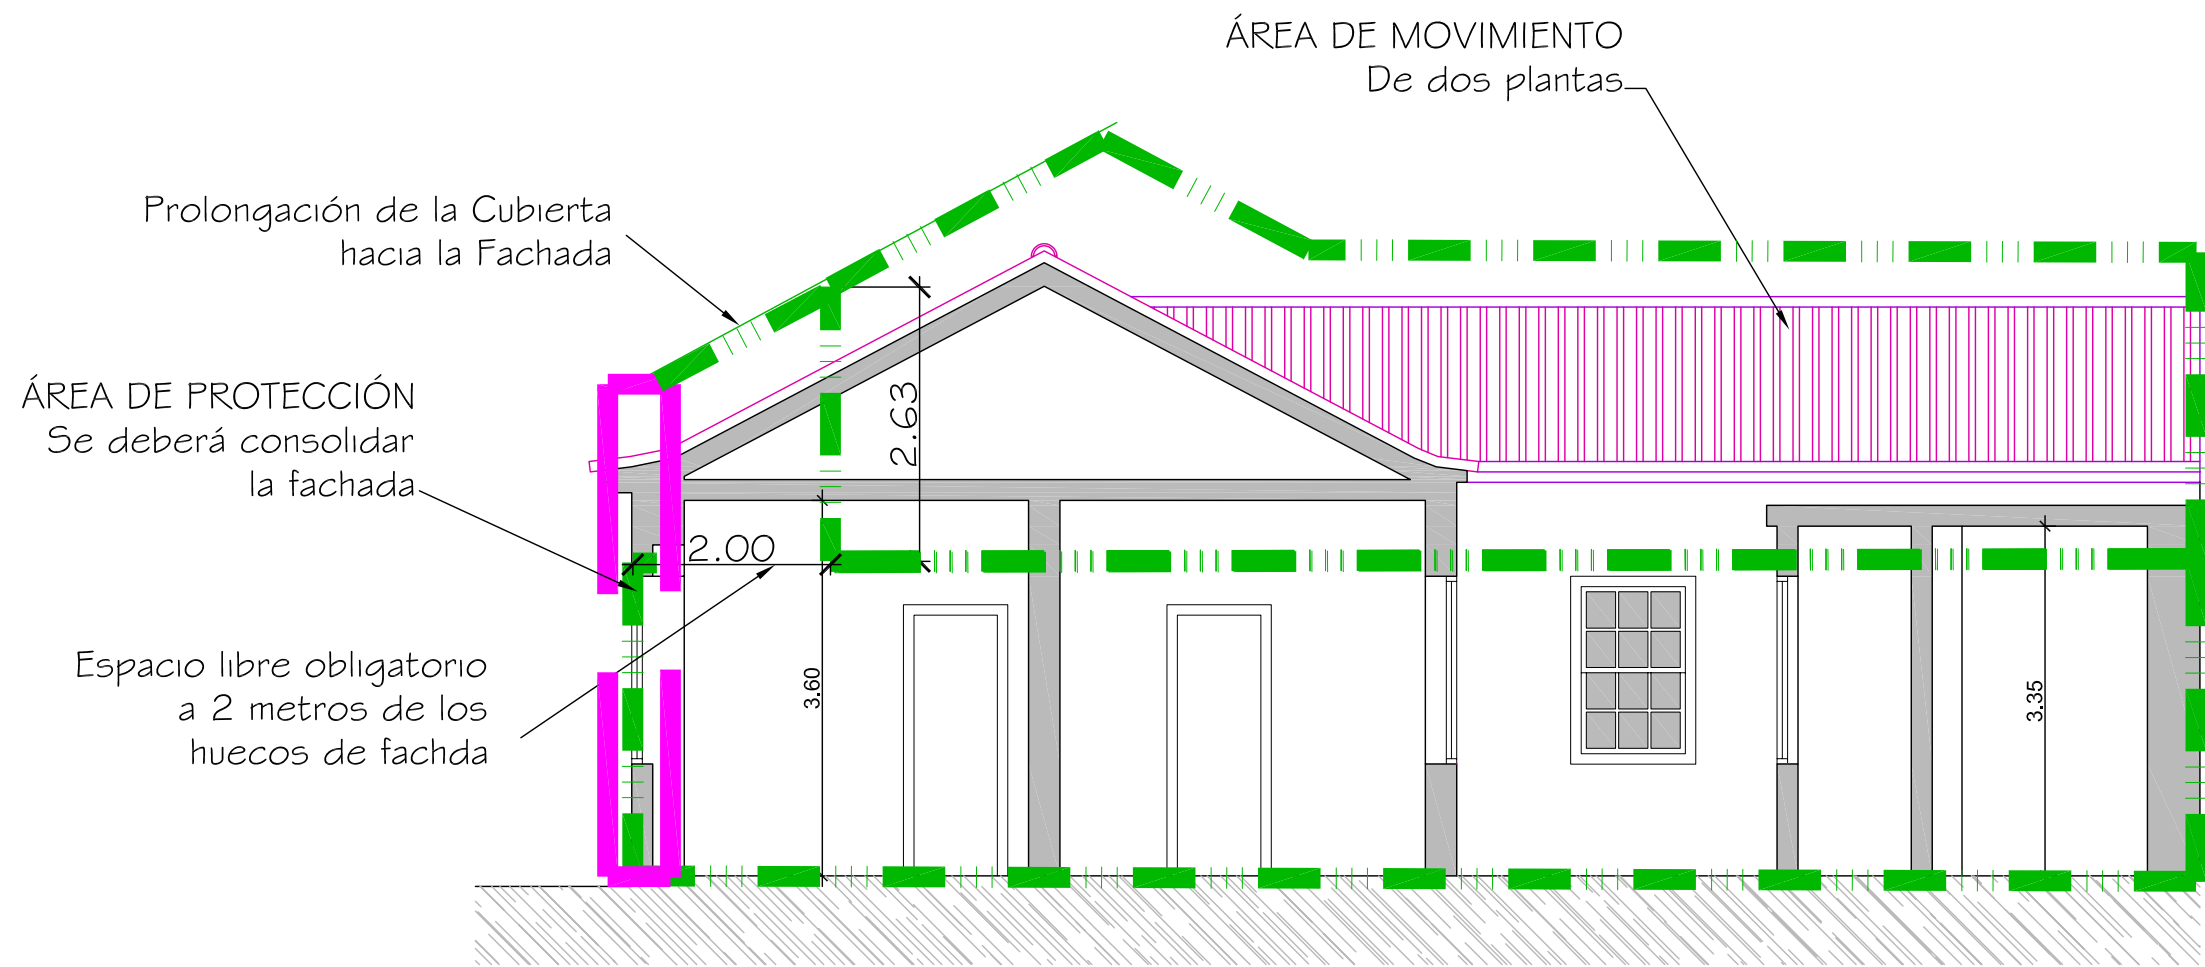 ÁREA DE MOVIMIENTO
De dos plantas
Prolongación de la Cubierta
hacia la Fachada
ÁREA DE PROTECCIÓN
Se deberá consolidar
la fachada
2.63
2.00
Espacio libre obligatorio
a 2 metros de los
huecos de fachda
3.60
3.35